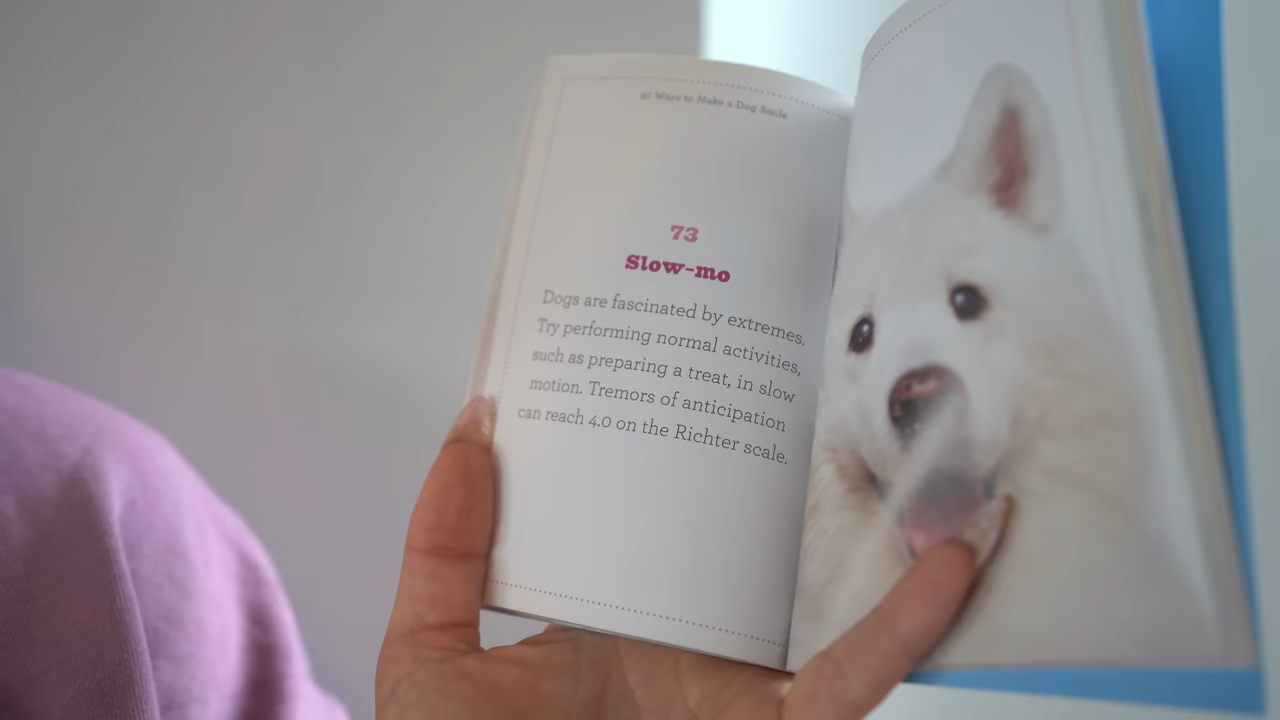 97 Ways to Make a Dog Smile
73
Slow-mo
Dogs are fascinated by extremes.
Try performing normal activities,
such as preparing a treat, in slow
motion. Tremors of anticipation
can reach 4.0 on the Richter scale.